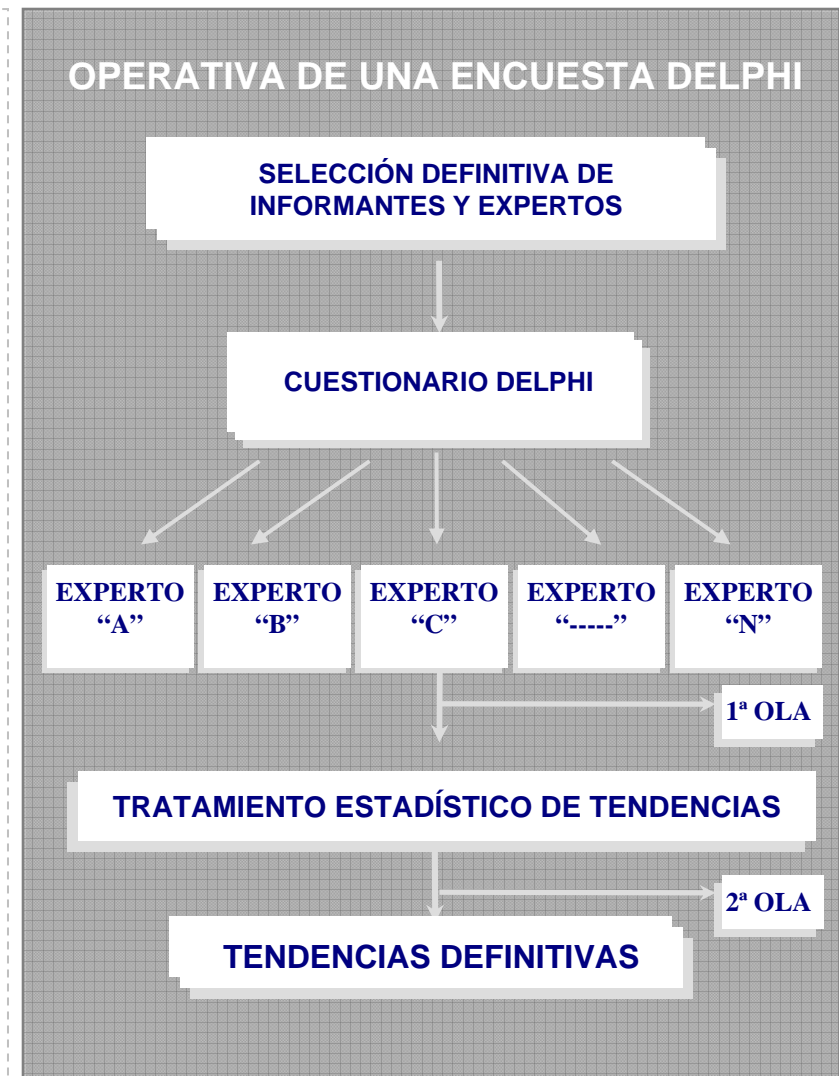 OPERATIVA DE UNA ENCUESTA DELPHI
SELECCIÓN DEFINITIVA DE
INFORMANTES Y EXPERTOS
CUESTIONARIO DELPHI
EXPERTO
“A”
EXPERTO
“B”
EXPERTO
“C”
EXPERTO
“-----”
EXPERTO
“N”
1ª OLA
TRATAMIENTO ESTADÍSTICO DE TENDENCIAS
2ª OLA
TENDENCIAS DEFINITIVAS